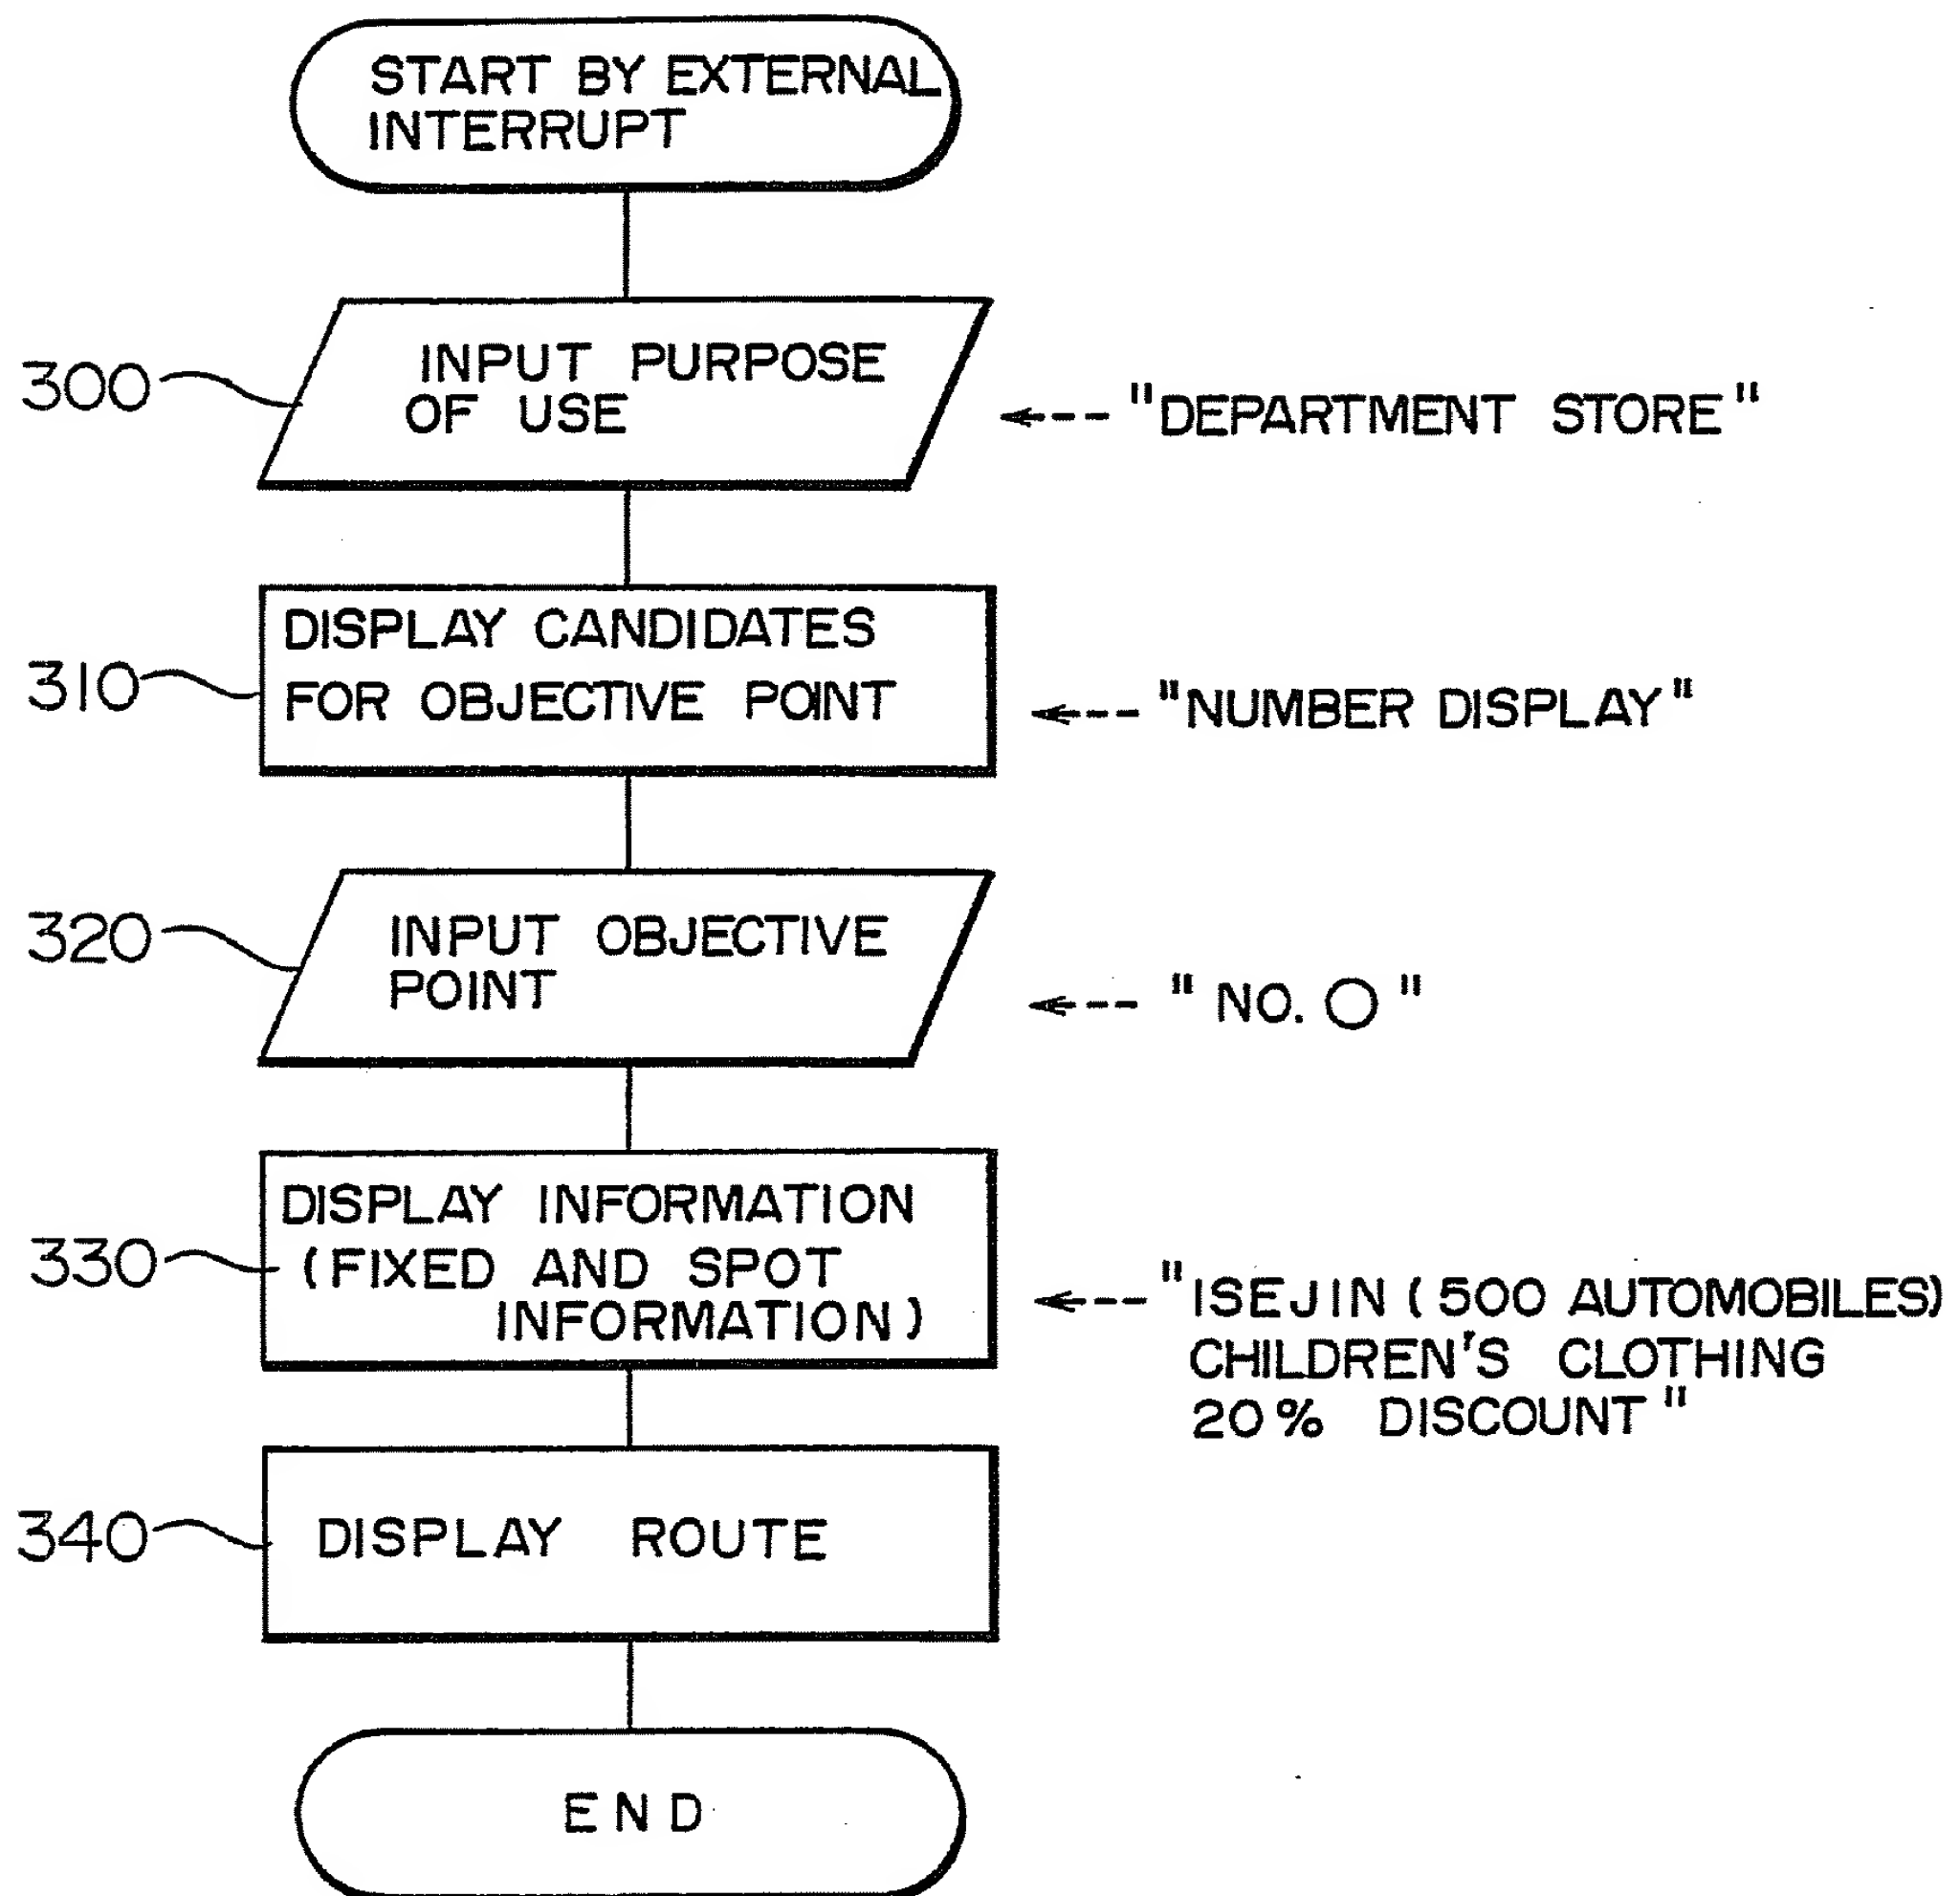 START BY EXTERNAL
INTERRUPT
300
INPUT PURPOSE
OF USE
"DEPARTMENT STORE"
310
DISPLAY CANDIDATES
FOR OBJECTIVE POINT
"NUMBER DISPLAY"
320
INPUT OBJECTIVE
POINT
"NO. ○"
330
DISPLAY INFORMATION
(FIXED AND SPOT
INFORMATION)
"ISEJIN (500 AUTOMOBILES)
CHILDREN'S CLOTHING
20% DISCOUNT"
340
DISPLAY ROUTE
END